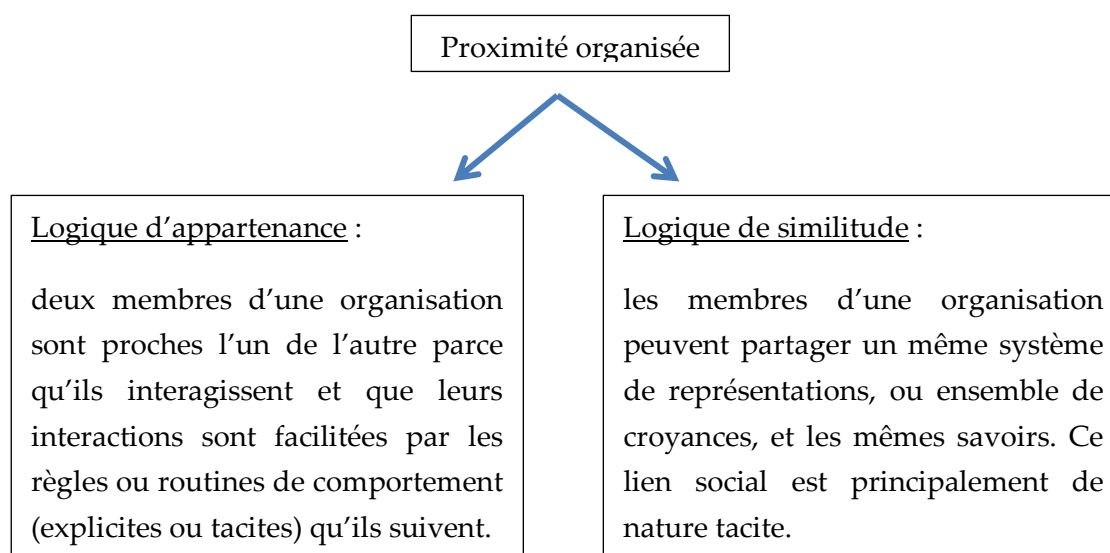 Proximité organisée
Logique d’appartenance :
deux membres d’une organisation
sont proches l’un de l’autre parce
qu’ils interagissent et que leurs
interactions sont facilitées par les
règles ou routines de comportement
(explicites ou tacites) qu’ils suivent.
Logique de similitude :
les membres d’une organisation
peuvent partager un même système
de représentations, ou ensemble de
croyances, et les mêmes savoirs. Ce
lien social est principalement de
nature tacite.